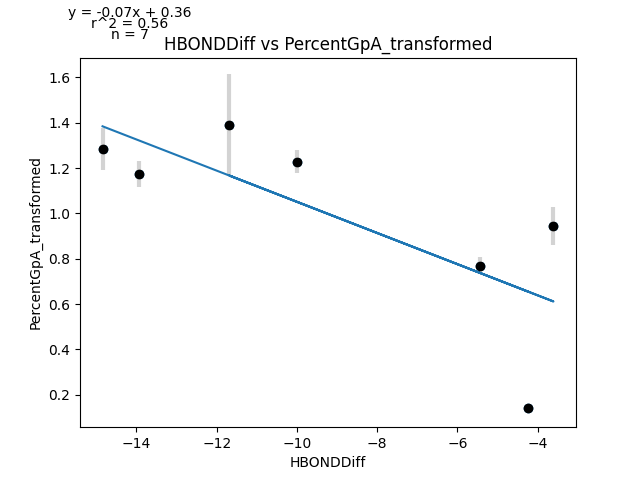 y = -0.07x + 0.36
r^2 = 0.56
n = 7
HBONDDiff vs PercentGpA_transformed
PercentGpA_transformed
1.6
1.4
1.2
1.0
0.8
0.6
0.4
0.2
−14
−12
−10
−8
−6
−4
HBONDDiff